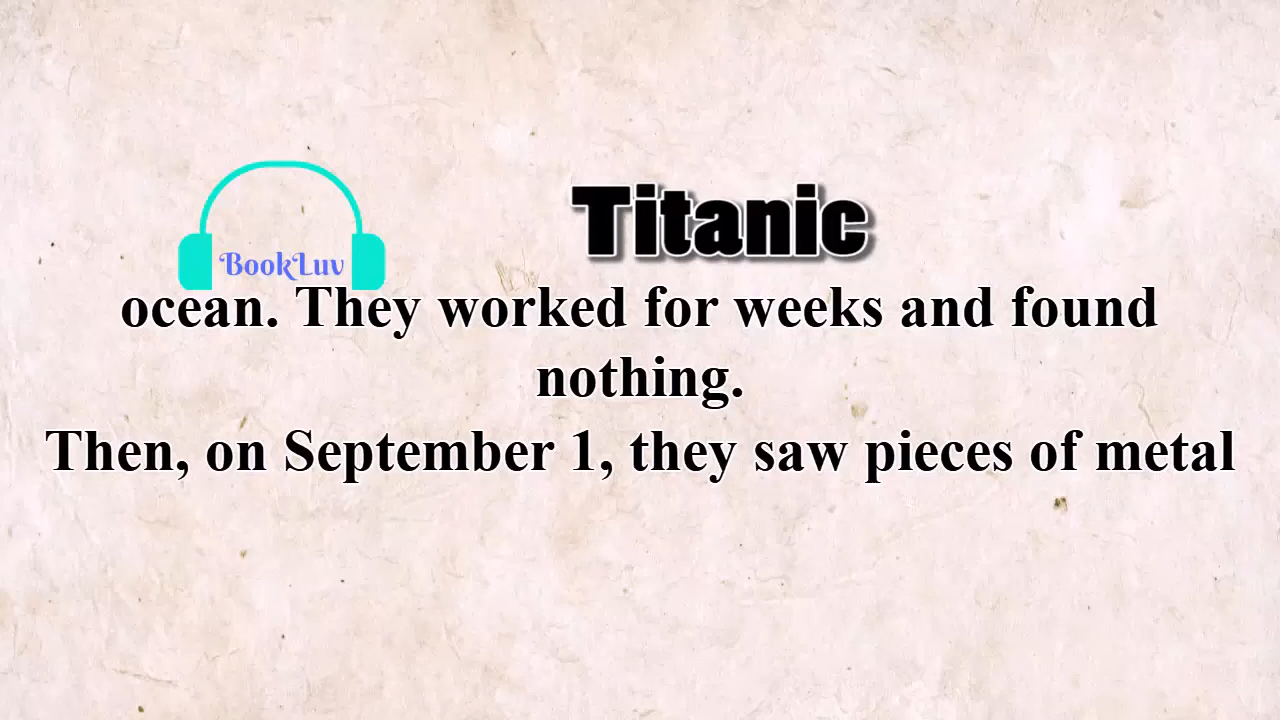 Titanic
BookLuv
ocean. They worked for weeks and found
nothing.
Then, on September 1, they saw pieces of metal